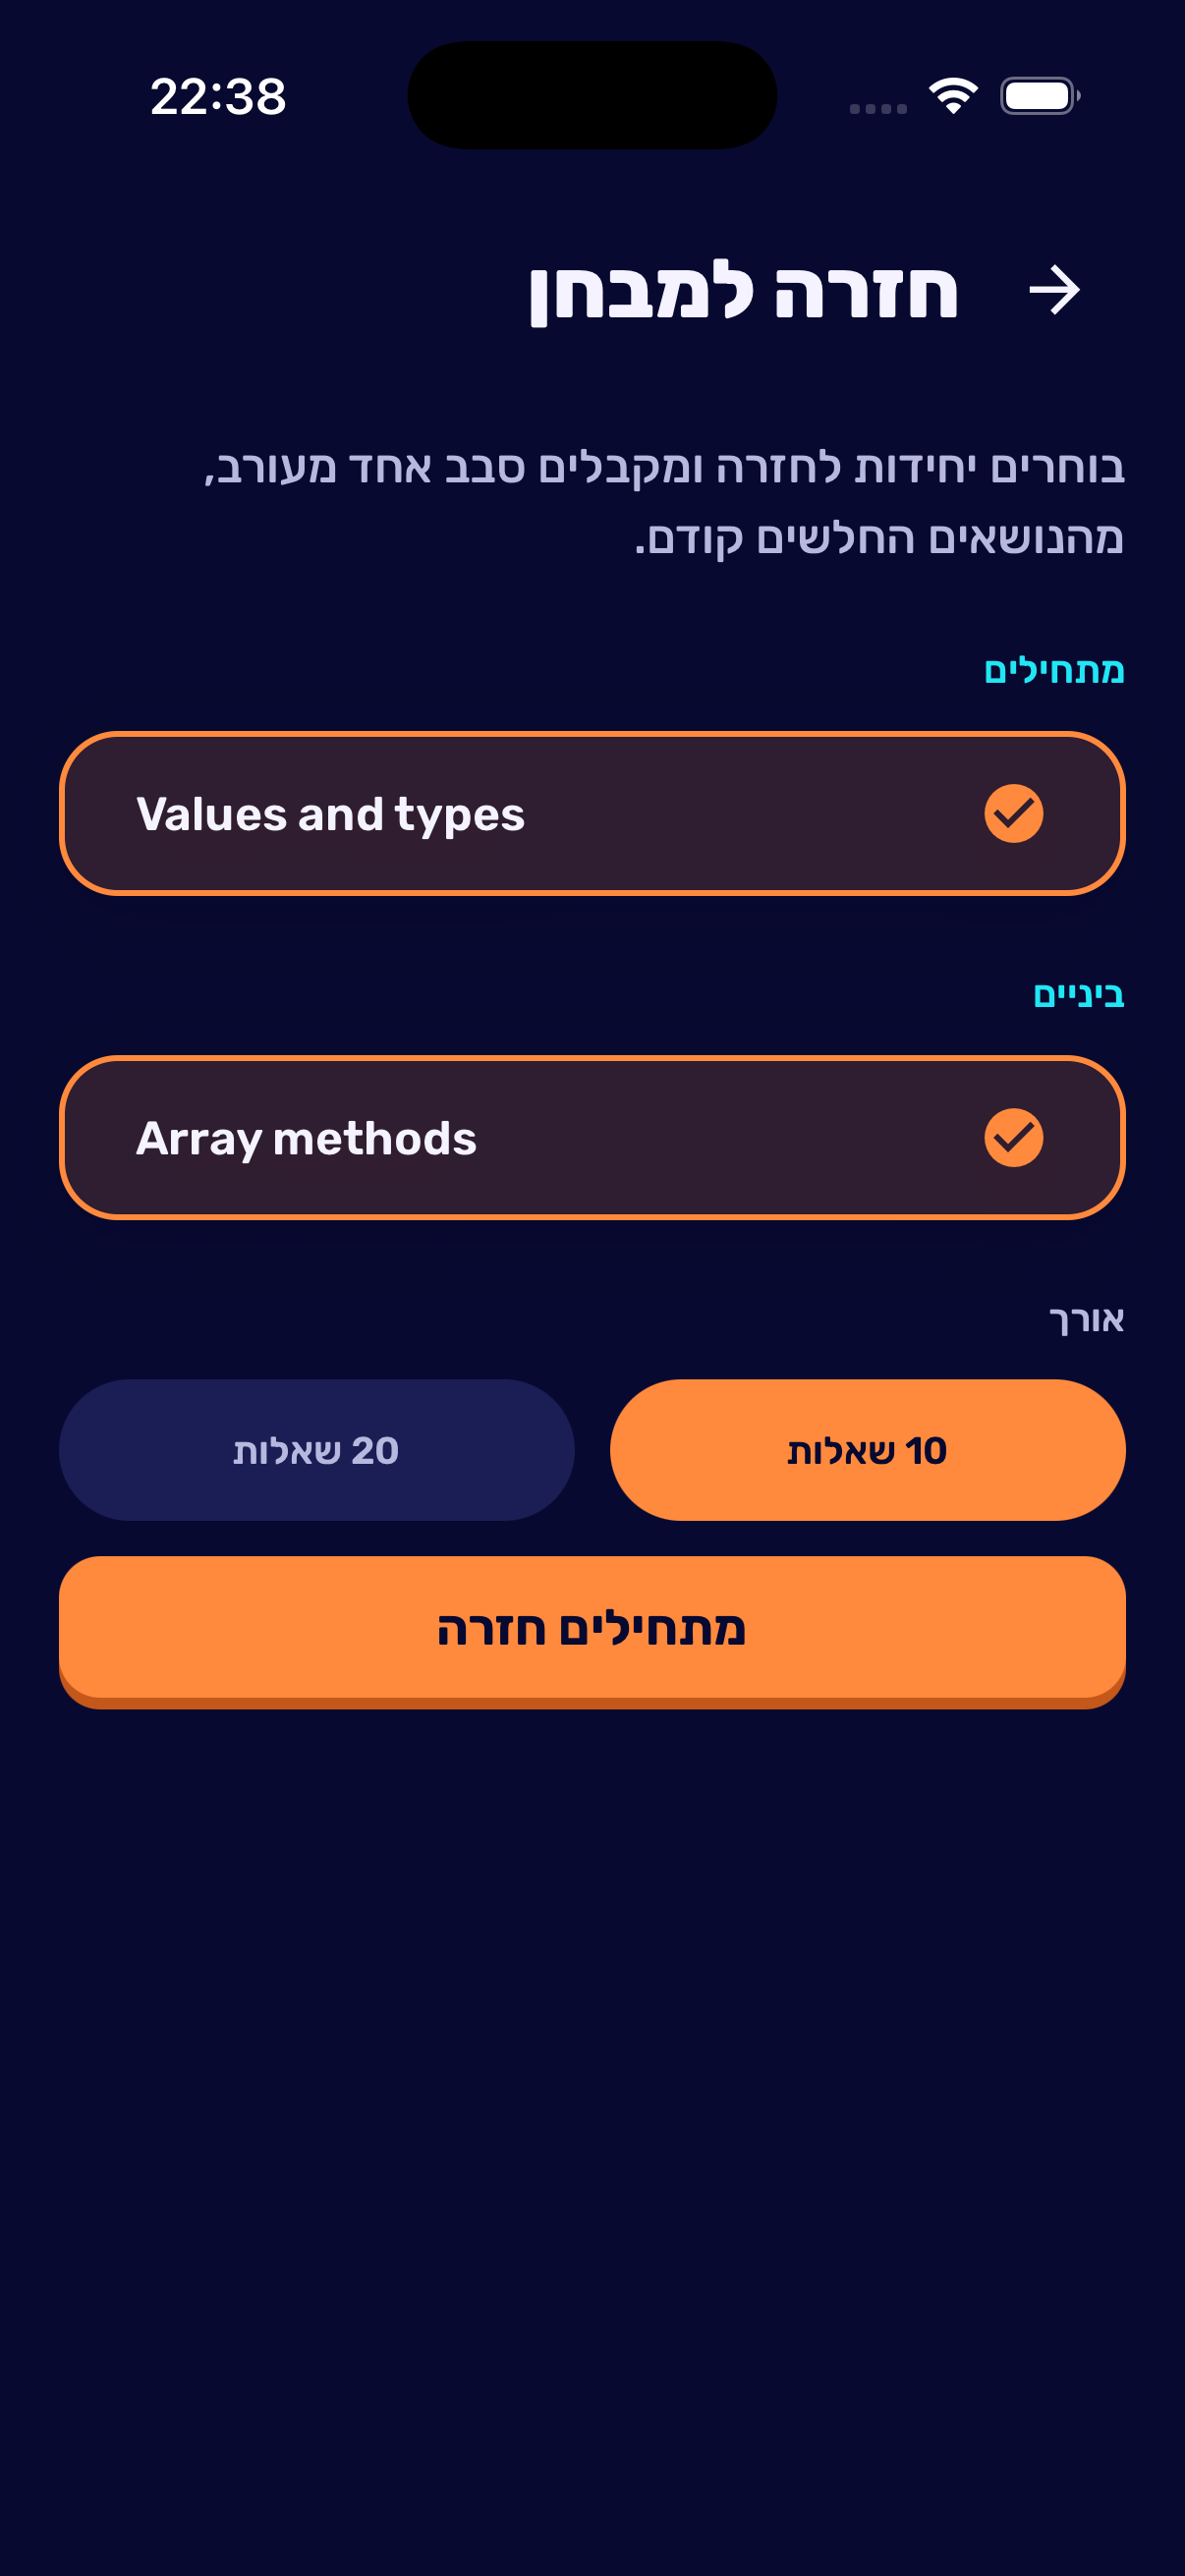 22:38
חזרה למבחן
בוחרים יחידות לחזרה ומקבלים סבב אחד מעורב,
מהנושאים החלשים קודם.
מתחילים
Values and types
ביניים
Array methods
אורך
10 שאלות
20 שאלות
מתחילים חזרה